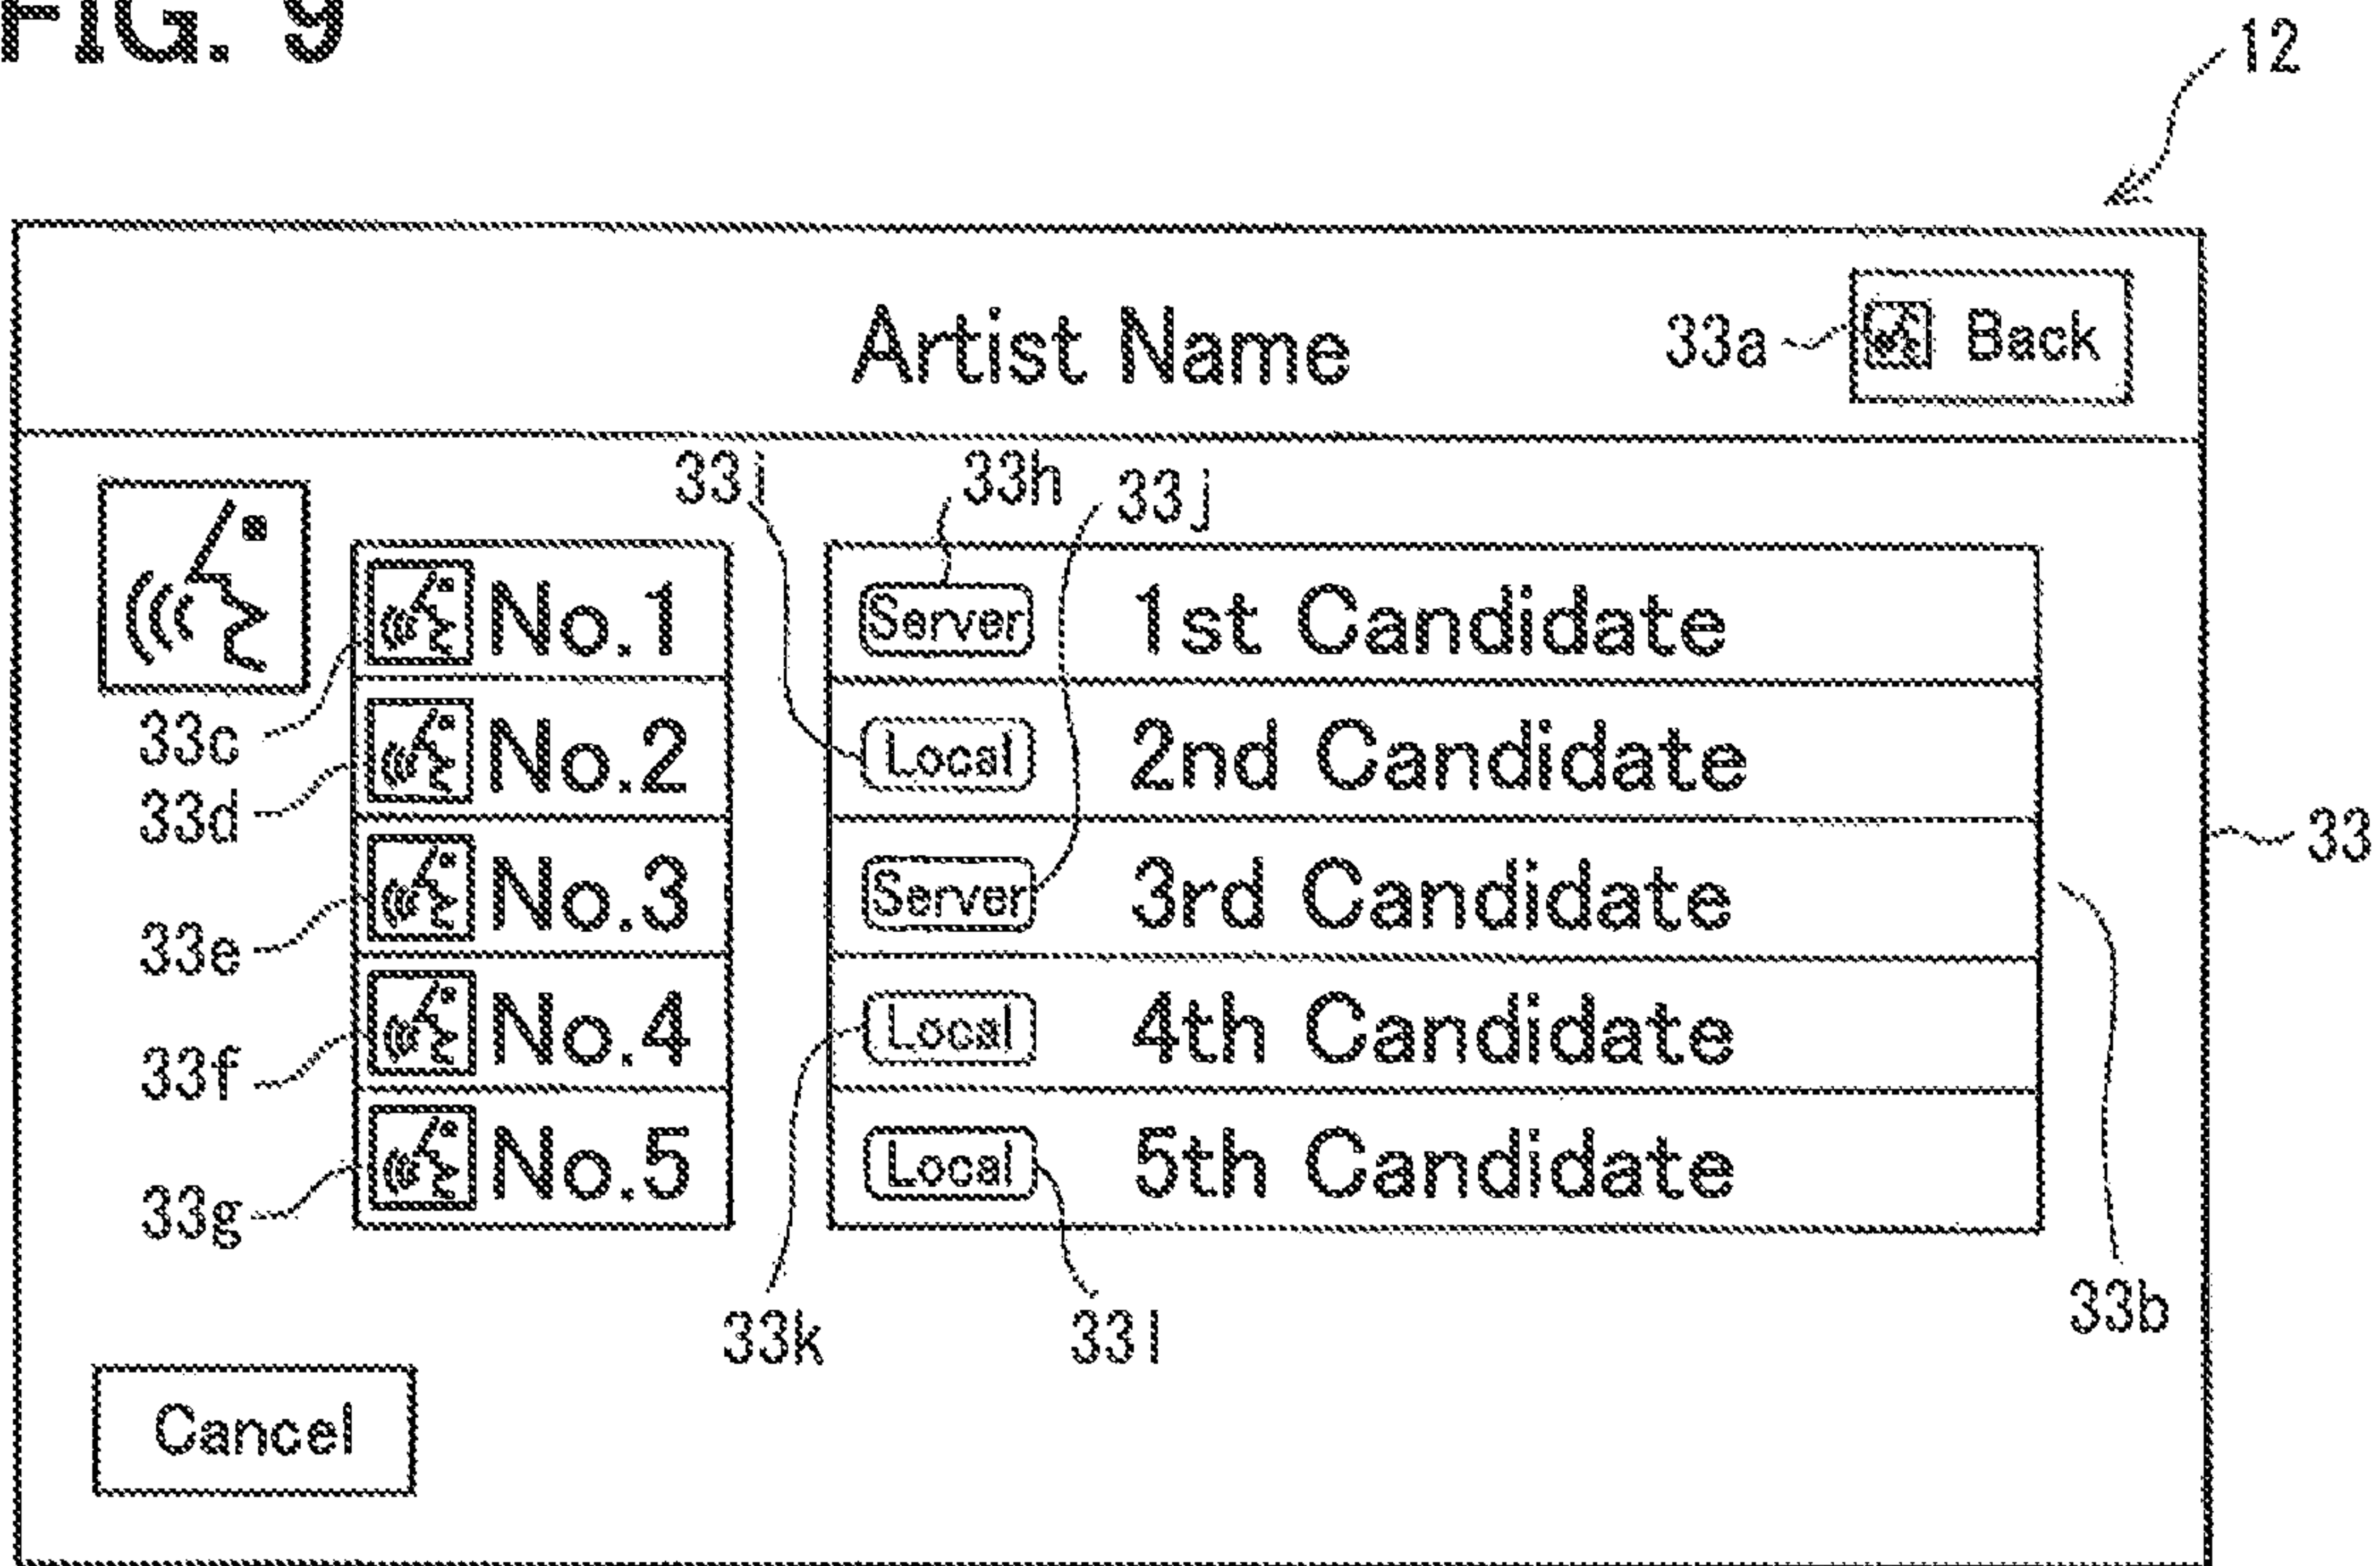 FIG. 9
12
Artist Name
33a
Back
33i
33h
33j
No.1
Server
1st Candidate
33c
No.2
Local
2nd Candidate
33d
33
No.3
Server
3rd Candidate
33e
No.4
Local
4th Candidate
33f
No.5
Local
5th Candidate
33g
33k
33l
33b
Cancel